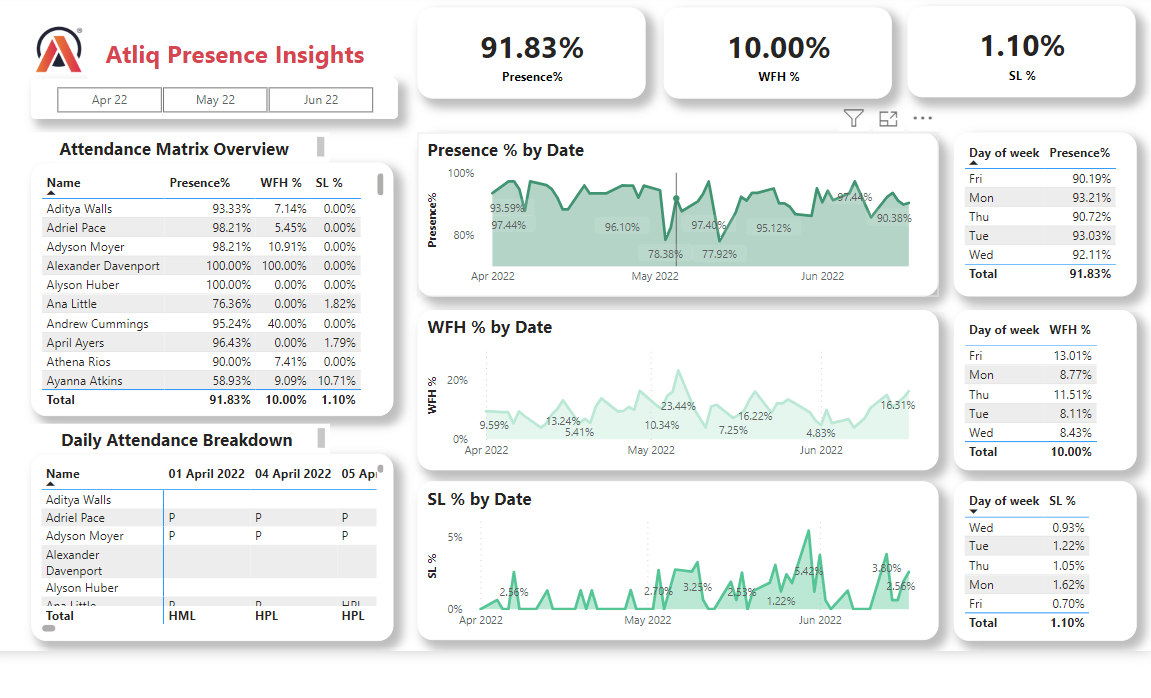 Atliq Presence Insights
Apr 22 May 22 Jun 22
91.83%
Presence%
10.00%
WFH %
1.10%
SL %
Attendance Matrix Overview
Name Presence% WFH % SL %
Aditya Walls 93.33% 7.14% 0.00%
Adriel Pace 98.21% 5.45% 0.00%
Adyson Moyer 98.21% 10.91% 0.00%
Alexander Davenport 100.00% 100.00% 0.00%
Alyson Huber 100.00% 0.00% 0.00%
Ana Little 76.36% 0.00% 1.82%
Andrew Cummings 95.24% 40.00% 0.00%
April Ayers 96.43% 0.00% 1.79%
Athena Rios 90.00% 7.41% 0.00%
Ayanna Atkins 58.93% 9.09% 10.71%
Total 91.83% 10.00% 1.10%
Daily Attendance Breakdown
Name 01 April 2022 04 April 2022 05 Apr
Aditya Walls
Adriel Pace P P P
Adyson Moyer P P P
Alexander
Davenport
Alyson Huber
Ana Little P P HPL
Total HML HPL HPL
Presence % by Date
Presence%
100%
80%
93.59%
97.44%
96.10%
78.38%
97.40%
77.92%
95.12%
97.44%
90.38%
Apr 2022 May 2022 Jun 2022
Day of week Presence%
Fri 90.19%
Mon 93.21%
Thu 90.72%
Tue 93.03%
Wed 92.11%
Total 91.83%
WFH % by Date
WFH %
20%
0%
9.59%
13.24%
5.41%
10.34%
23.44%
7.25%
16.22%
4.83%
16.31%
Apr 2022 May 2022 Jun 2022
Day of week WFH %
Fri 13.01%
Mon 8.77%
Thu 11.51%
Tue 8.11%
Wed 8.43%
Total 10.00%
SL % by Date
SL %
5%
0%
2.56%
2.70%
3.25%
2.53%
1.22%
5.42%
3.80%
2.56%
Apr 2022 May 2022 Jun 2022
Day of week SL %
Wed 0.93%
Tue 1.22%
Thu 1.05%
Mon 1.62%
Fri 0.70%
Total 1.10%